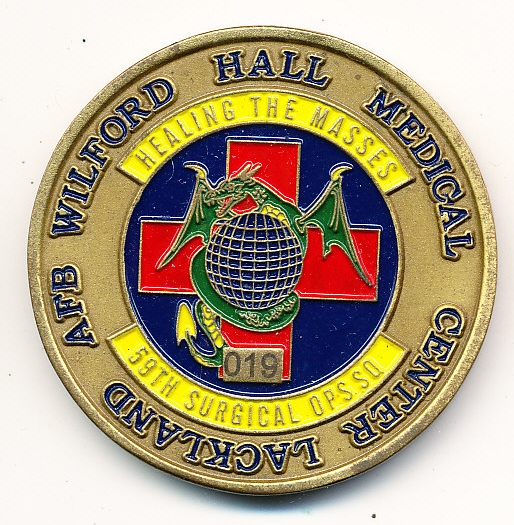 WILFORD HALL MEDICAL CENTER LACKLAND AFB
HEALING THE MASSES
019
59TH SURGICAL OPS.SQ